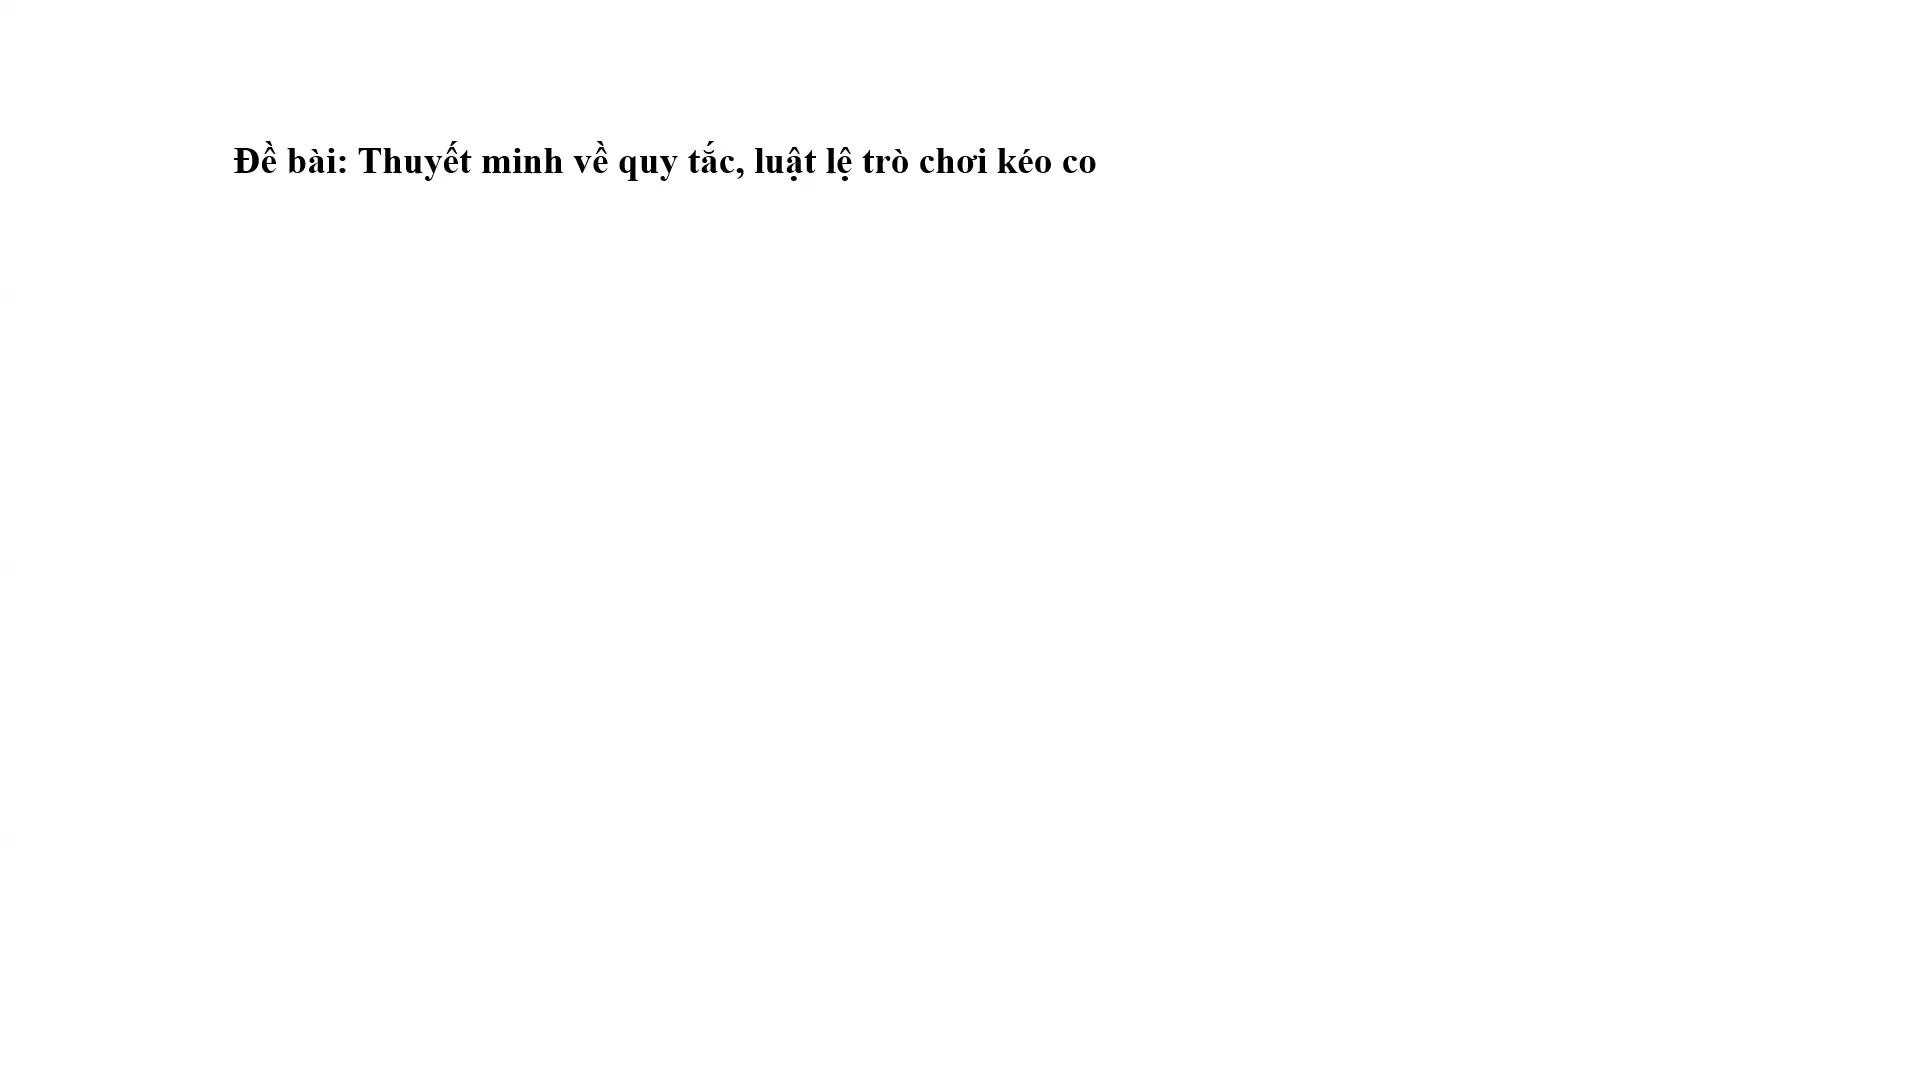 Đề bài: Thuyết minh về quy tắc, luật lệ trò chơi kéo co